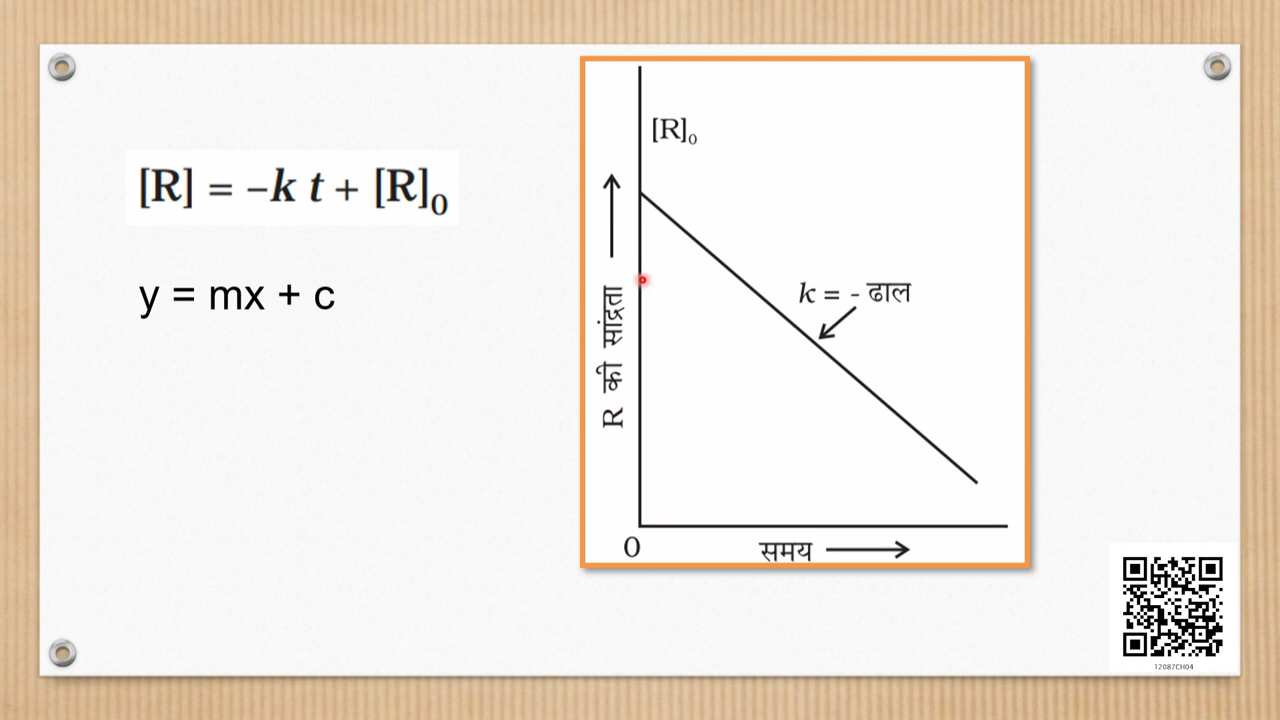 [R] = –k t + [R]₀
y = mx + c
[R]₀
R की सांद्रता
k = - ढाल
0
समय
12087CH04